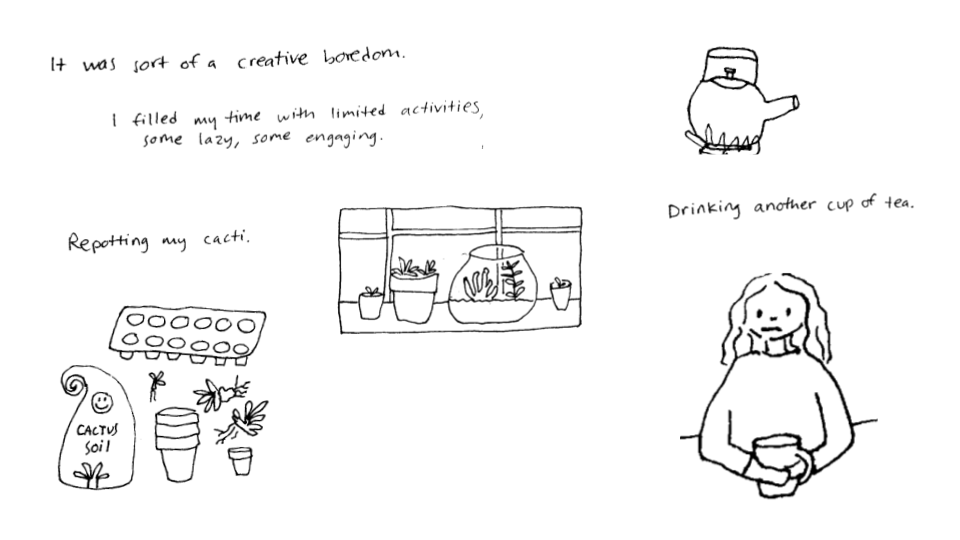 It was sort of a creative boredom.
I filled my time with limited activities,
some lazy, some engaging.
Drinking another cup of tea.
Repotting my cacti.
CACTUS
Soil